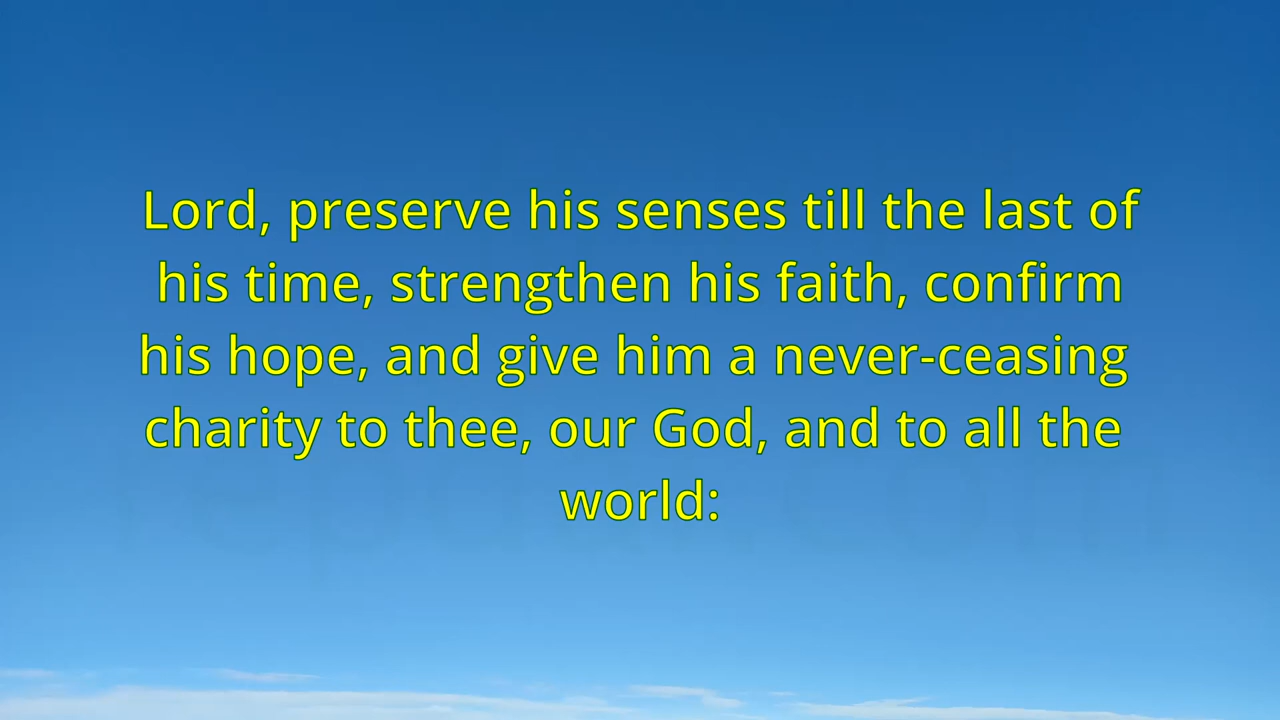 Lord, preserve his senses till the last of
his time, strengthen his faith, confirm
his hope, and give him a never-ceasing
charity to thee, our God, and to all the
world: